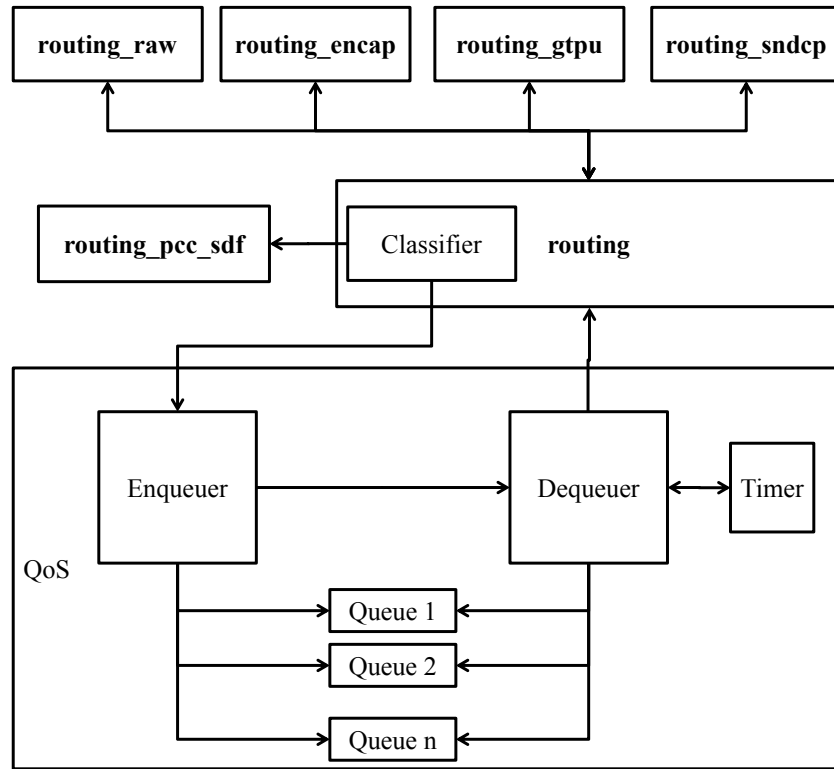 routing_raw
routing_encap
routing_gtpu
routing_sndcp
routing_pcc_sdf
Classifier
routing
Enqueuer
Dequeuer
Timer
QoS
Queue 1
Queue 2
Queue n